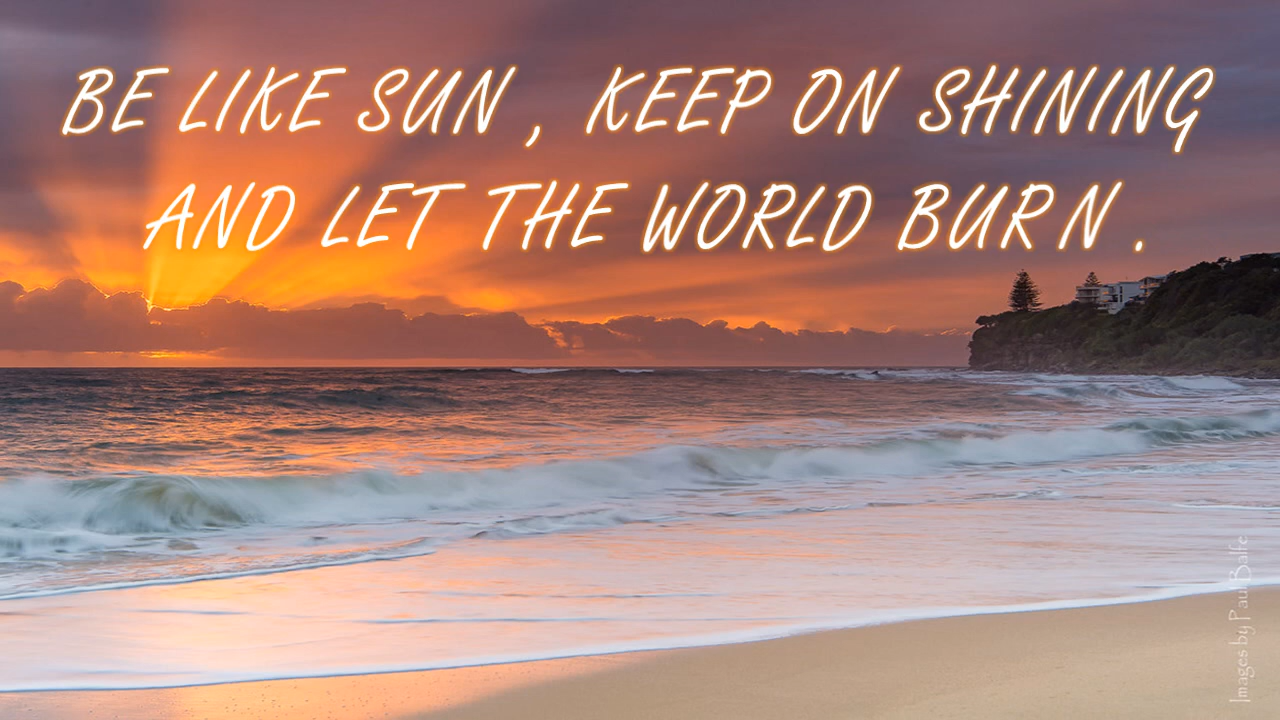 BE LIKE SUN , KEEP ON SHINING
AND LET THE WORLD BURN .
Images by Paul Balfe